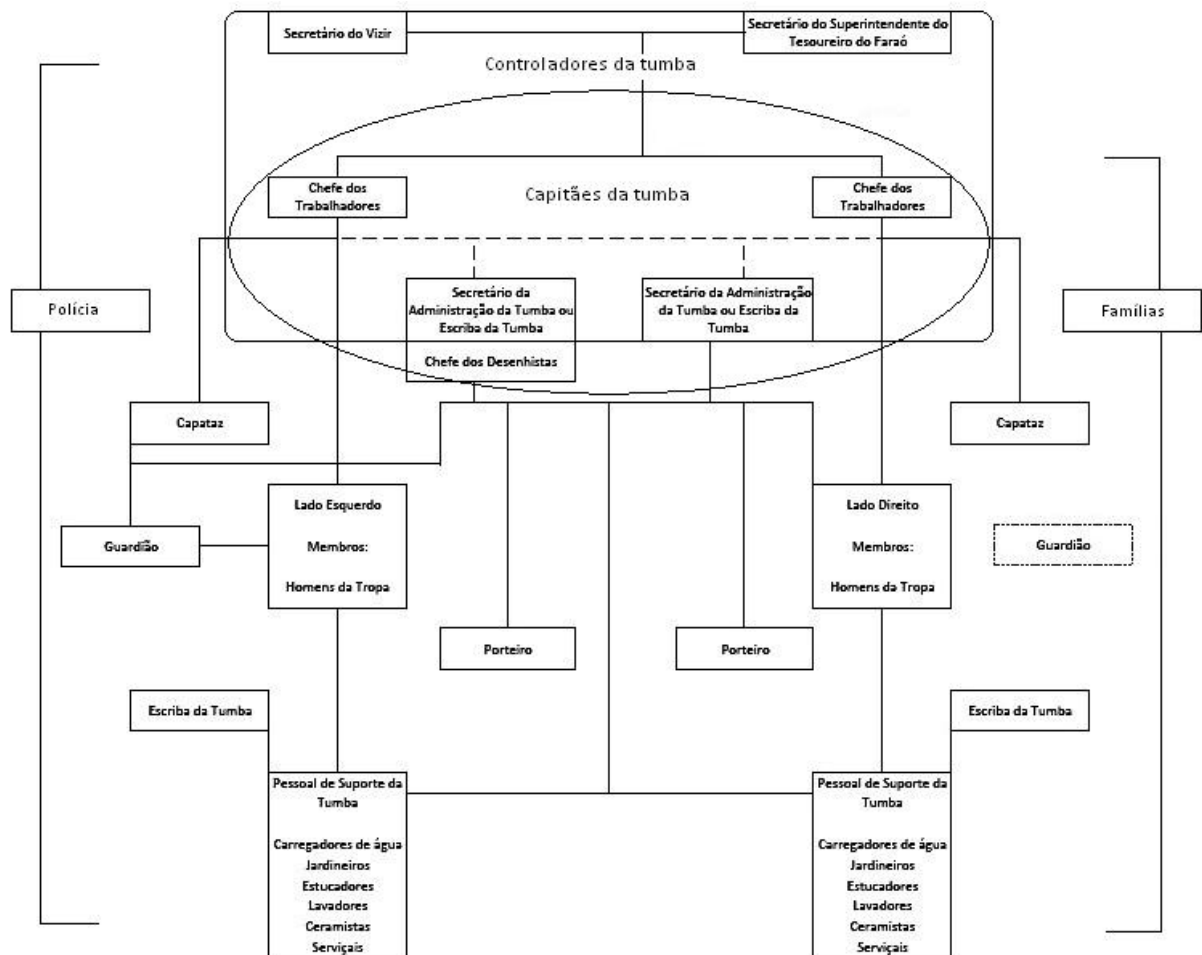 Secretário do Vizir
Secretário do Superintendente do
Tesoureiro do Faraó
Controladores da tumba
Chefe dos
Trabalhadores
Capitães da tumba
Chefe dos
Trabalhadores
Secretário da
Administração da Tumba ou
Escriba da Tumba
Chefe dos Desenhistas
Secretário da Administração
da Tumba ou Escriba da
Tumba
Polícia
Famílias
Capataz
Capataz
Lado Esquerdo
Membros:
Homens da Tropa
Lado Direito
Membros:
Homens da Tropa
Guardião
Guardião
Porteiro
Porteiro
Escriba da Tumba
Escriba da Tumba
Pessoal de Suporte da
Tumba
Carregadores de água
Jardineiros
Estucadores
Lavadores
Ceramistas
Serviçais
Pessoal de Suporte da
Tumba
Carregadores de água
Jardineiros
Estucadores
Lavadores
Ceramistas
Serviçais